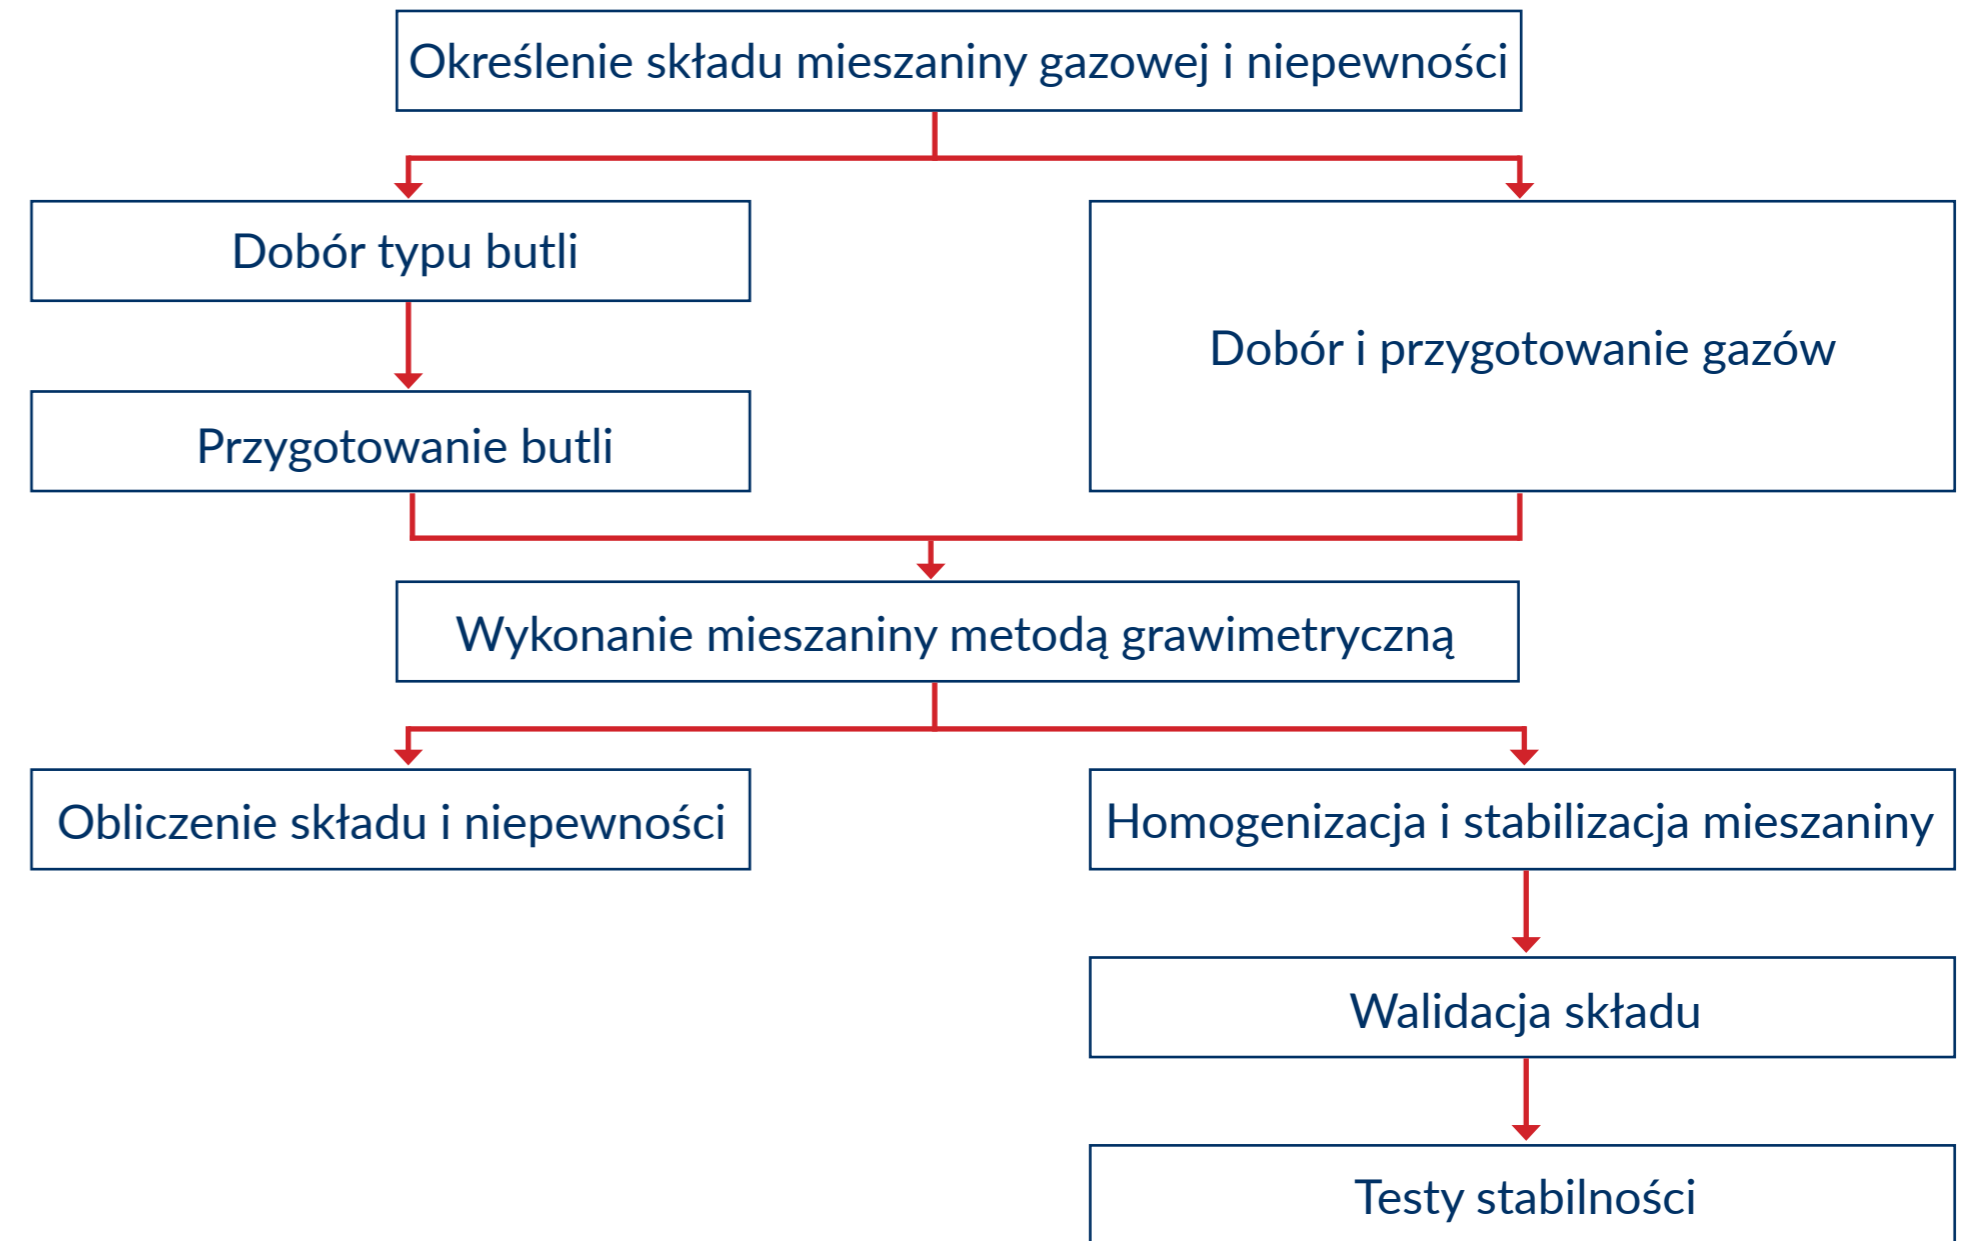 Określenie składu mieszaniny gazowej i niepewności
Dobór typu butli
Dobór i przygotowanie gazów
Przygotowanie butli
Wykonanie mieszaniny metodą grawimetryczną
Obliczenie składu i niepewności
Homogenizacja i stabilizacja mieszaniny
Walidacja składu
Testy stabilności